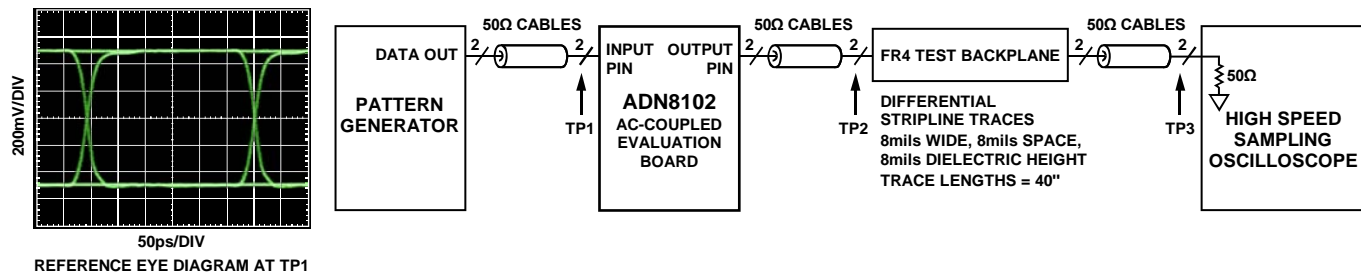 200mV/DIV
50ps/DIV
REFERENCE EYE DIAGRAM AT TP1
DATA OUT
PATTERN
GENERATOR
50Ω CABLES
2
2
TP1
INPUT
PIN
OUTPUT
PIN
ADN8102
AC-COUPLED
EVALUATION
BOARD
50Ω CABLES
2
2
TP2
FR4 TEST BACKPLANE
DIFFERENTIAL
STRIPLINE TRACES
8mils WIDE, 8mils SPACE,
8mils DIELECTRIC HEIGHT
TRACE LENGTHS = 40"
50Ω CABLES
2
2
TP3
50Ω
HIGH SPEED
SAMPLING
OSCILLOSCOPE